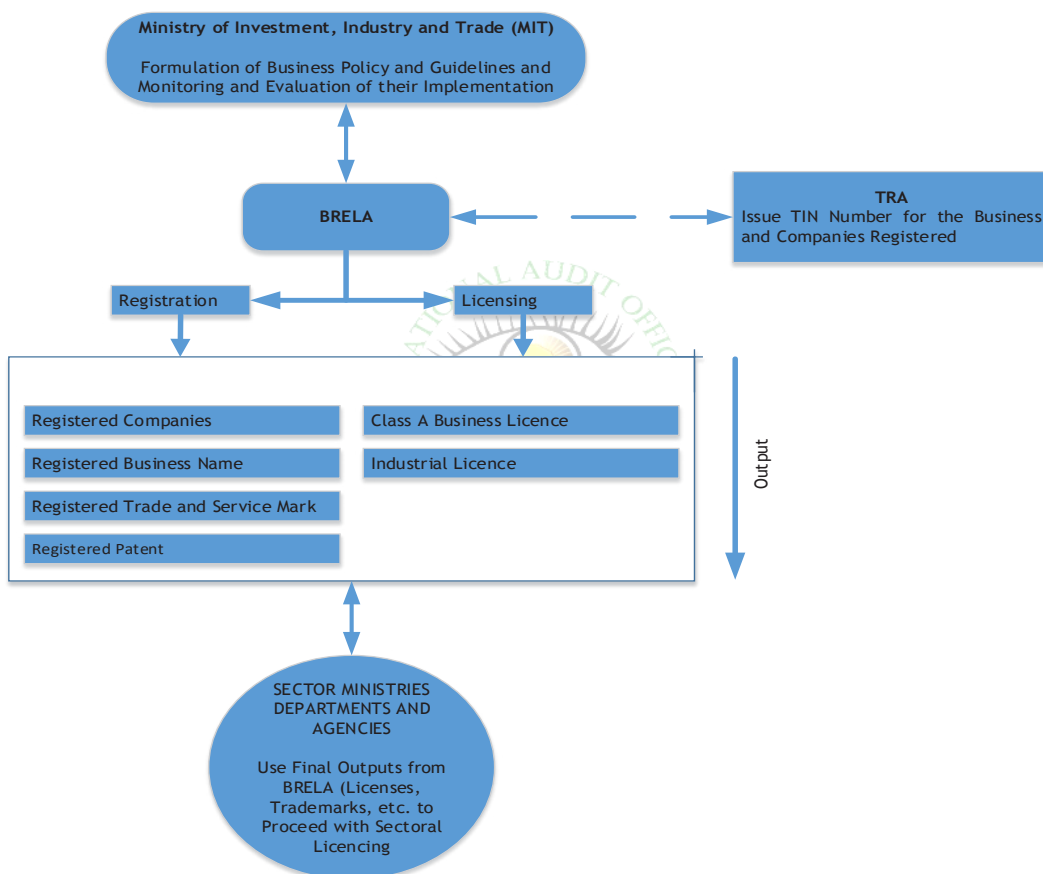 Ministry of Investment, Industry and Trade (MIT)
Formulation of Business Policy and Guidelines and
Monitoring and Evaluation of their Implementation
BRELA
TRA
Issue TIN Number for the Business
and Companies Registered
NATIONAL AUDIT OFFIC
Registration
Licensing
Registered Companies
Class A Business Licence
Registered Business Name
Industrial Licence
Registered Trade and Service Mark
Registered Patent
Output
SECTOR MINISTRIES
DEPARTMENTS AND
AGENCIES
Use Final Outputs from
BRELA (Licenses,
Trademarks, etc. to
Proceed with Sectoral
Licencing